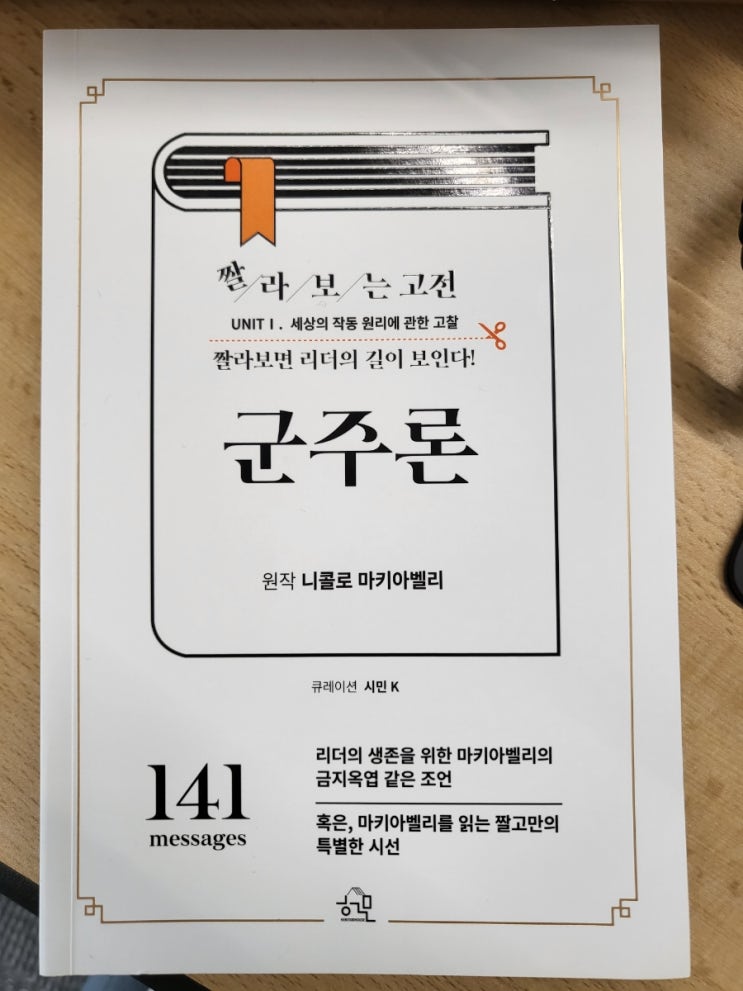 짤/라/보/는 고전
UNIT I. 세상의 작동 원리에 관한 고찰
짤라보면 리더의 길이 보인다!
군주론
원작 니콜로 마키아벨리
큐레이션 시민 K
141
messages
리더의 생존을 위한 마키아벨리의
금지옥엽 같은 조언
혹은, 마키아벨리를 읽는 짤고만의
특별한 시선